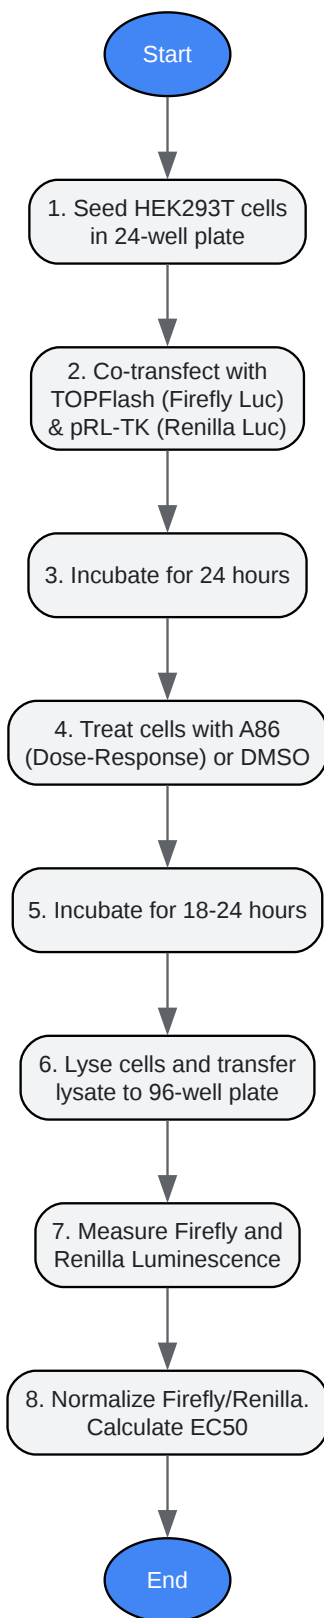 Start
1. Seed HEK293T cells
in 24-well plate
2. Co-transfect with
TOPFlash (Firefly Luc)
& pRL-TK (Renilla Luc)
3. Incubate for 24 hours
4. Treat cells with A86
(Dose-Response) or DMSO
5. Incubate for 18-24 hours
6. Lyse cells and transfer
lysate to 96-well plate
7. Measure Firefly and
Renilla Luminescence
8. Normalize Firefly/Renilla.
Calculate EC50
End